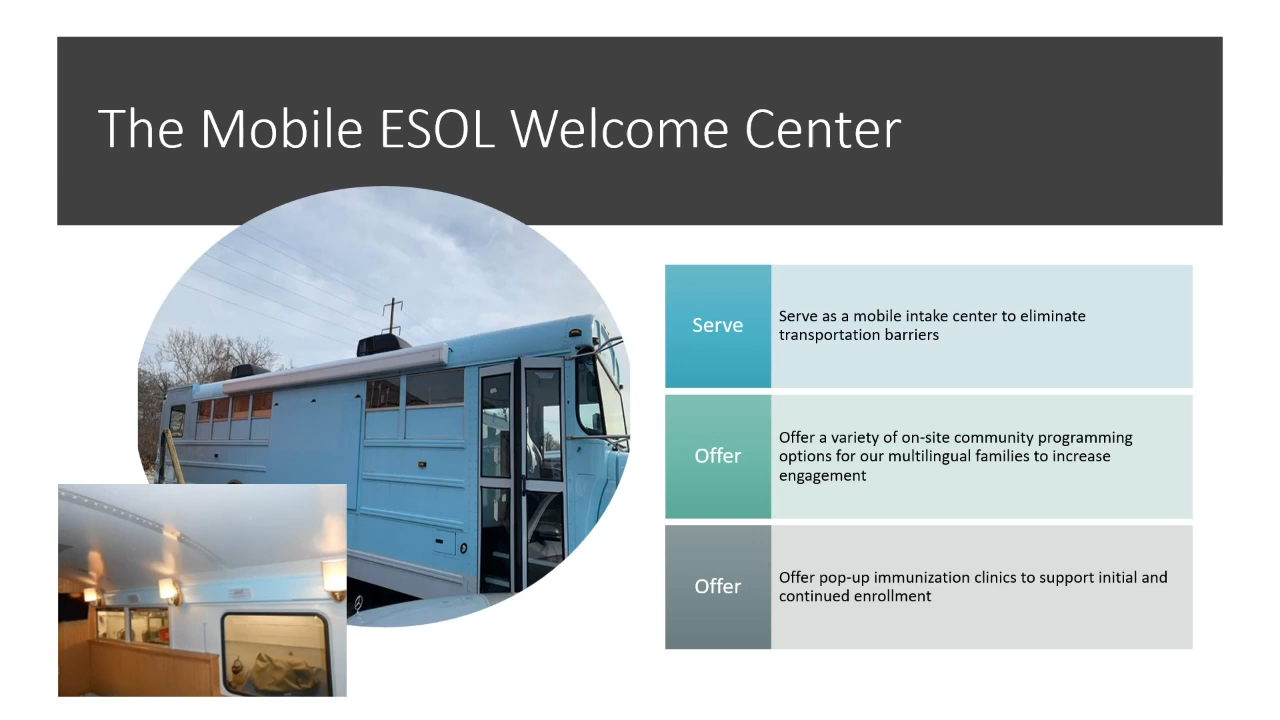 The Mobile ESOL Welcome Center
Serve
Serve as a mobile intake center to eliminate
transportation barriers
Offer
Offer a variety of on-site community programming
options for our multilingual families to increase
engagement
Offer
Offer pop-up immunization clinics to support initial and
continued enrollment